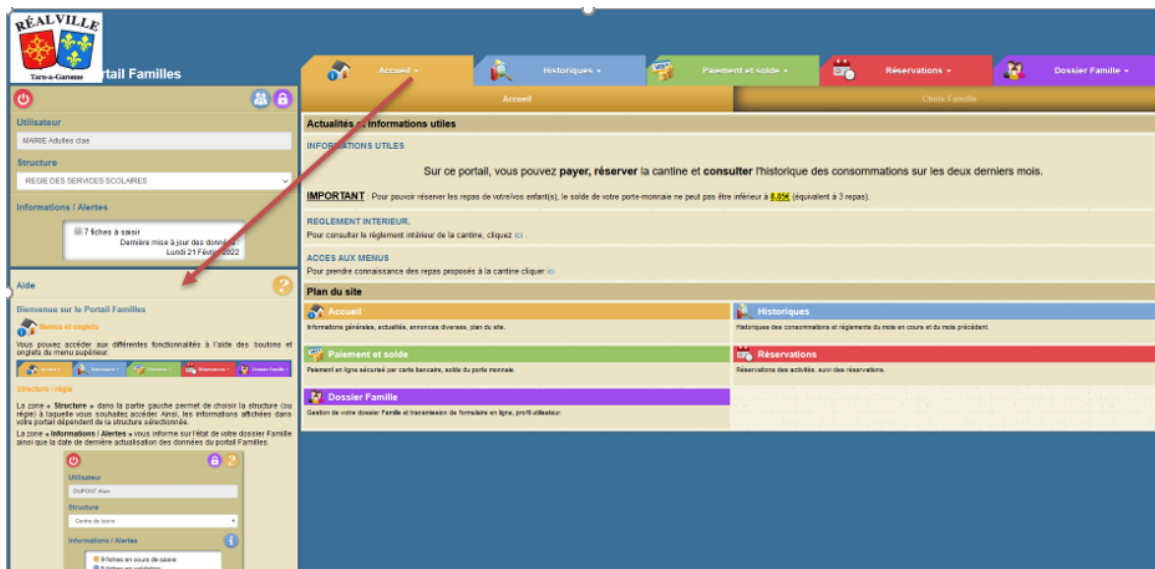 RÉALVILLE
Tarn-&-Garonne
rtail Familles
Accueil
Historiques
Paiement et solde
Réservations
Dossier Famille
Accueil
Choix Famille
Utilisateur
MAIRIE Adultes clae
Structure
REGIE DES SERVICES SCOLAIRES
Informations / Alertes
7 fiches à saisir
Dernière mise à jour des données :
Lundi 21 Février 2022
Aide
Bienvenue sur le Portail Familles
Menus et onglets
Vous pouvez accéder aux différentes fonctionnalités à l'aide des boutons et
onglets du menu supérieur.
Structure / régie
La zone « Structure » dans la partie gauche permet de choisir la structure (ou
régie) à laquelle vous souhaitez accéder. Ainsi, les informations affichées dans
votre portail dépendent de la structure sélectionnée.
La zone « Informations / Alertes » vous informe sur l'état de votre dossier Famille
ainsi que la date de dernière actualisation des données du portail Familles.
Utilisateur
DUPONT Alain
Structure
Centre de loisirs
Informations / Alertes
9 fiches en cours de saisie
Actualités et informations utiles
INFORMATIONS UTILES
Sur ce portail, vous pouvez payer, réserver la cantine et consulter l'historique des consommations sur les deux derniers mois.
IMPORTANT : Pour pouvoir réserver les repas de votre/vos enfant(s), le solde de votre porte-monnaie ne peut pas être inférieur à 8,85€ (équivalent à 3 repas).
REGLEMENT INTERIEUR.
Pour consulter le règlement intérieur de la cantine, cliquez ici .
ACCES AUX MENUS
Pour prendre connaissance des repas proposés à la cantine cliquer ici
Plan du site
Accueil
Informations générales, actualités, annonces diverses, plan du site.
Historiques
Historiques des consommations et règlements du mois en cours et du mois précédent.
Paiement et solde
Paiement en ligne sécurisé par carte bancaire, solde du porte monnaie.
Réservations
Réservations des activités, suivi des réservations.
Dossier Famille
Gestion de votre dossier Famille et transmission de formulaire en ligne, profil utilisateur.